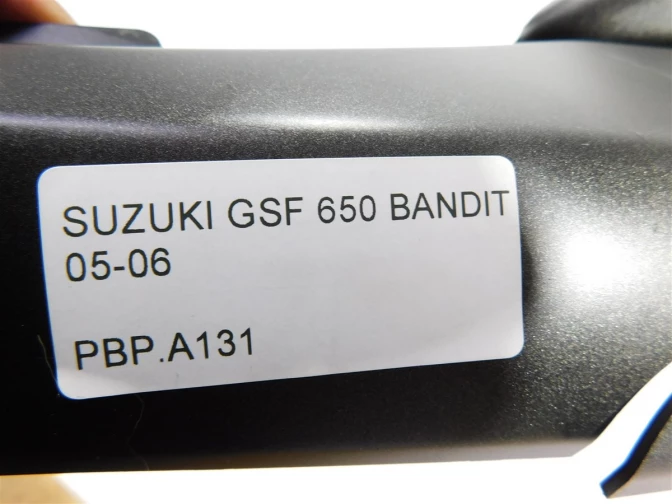 SUZUKI GSF 650 BANDIT
05-06
PBP.A131